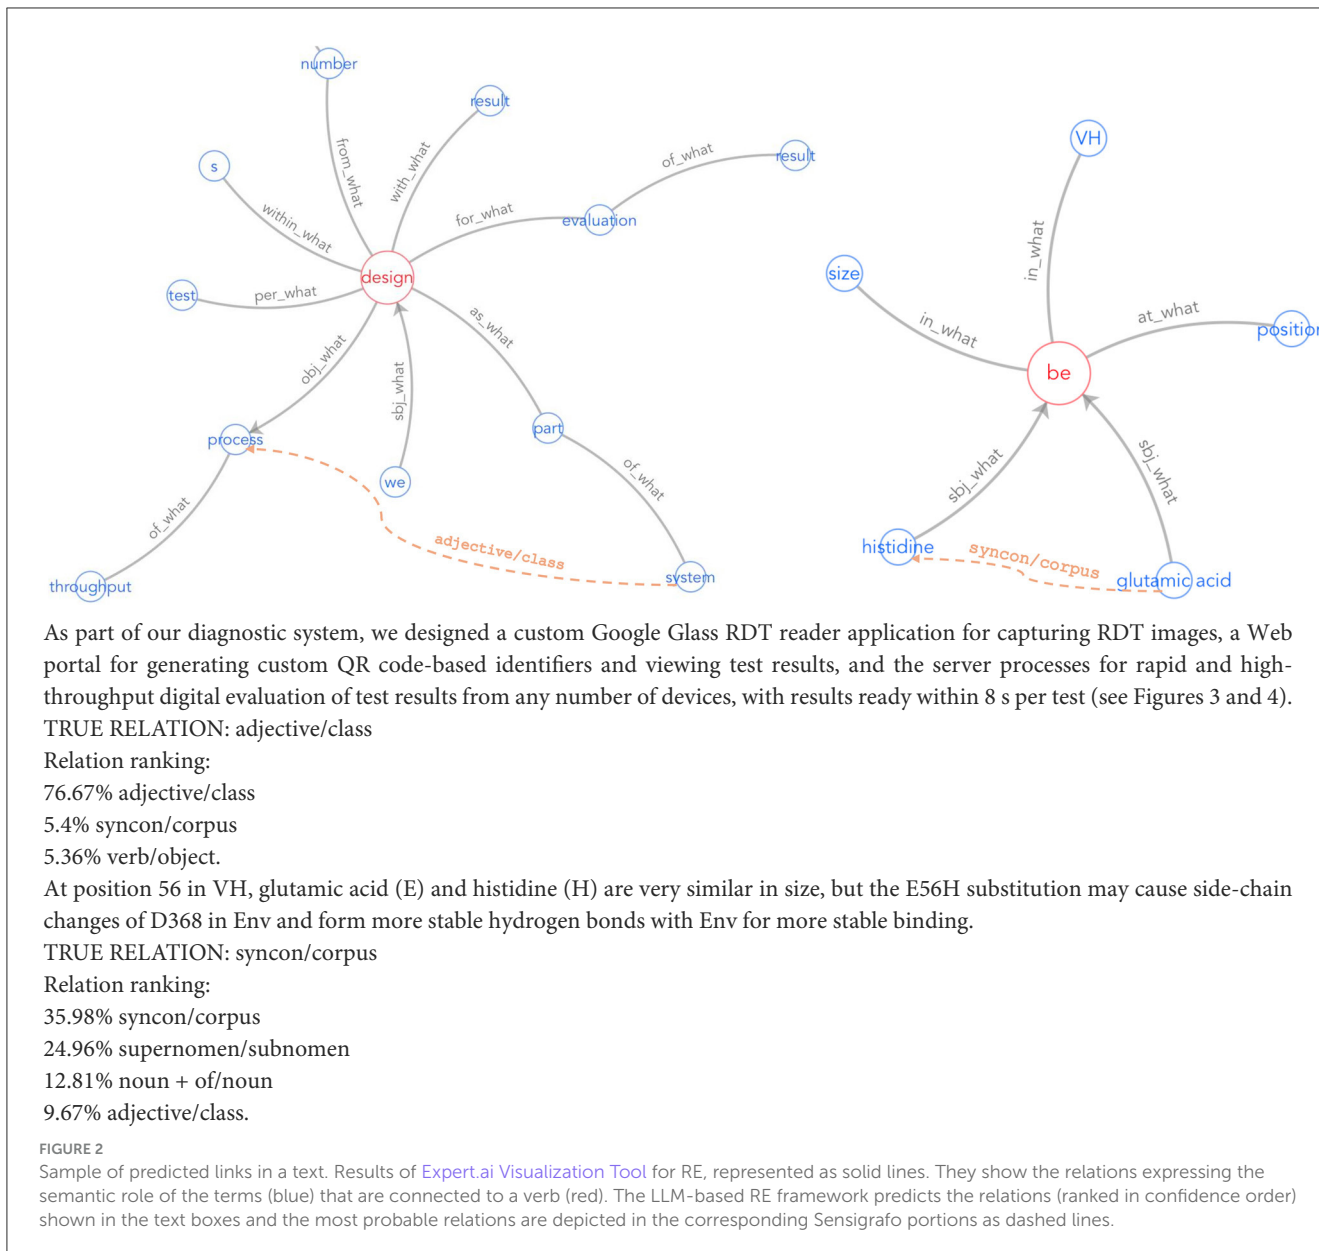 number
result
VH
s
from_what
with_what
of_what
result
within_what
for_what
evaluation
in_what
size
design
test
per_what
as_what
in_what
at_what
position
be
obj_what
sbj_what
process
part
we
of_what
sbj_what
sbj_what
of_what
adjective/class
histidine
syncon/corpus
throughput
system
glutamic acid
As part of our diagnostic system, we designed a custom Google Glass RDT reader application for capturing RDT images, a Web
portal for generating custom QR code-based identifiers and viewing test results, and the server processes for rapid and high-
throughput digital evaluation of test results from any number of devices, with results ready within 8 s per test (see Figures 3 and 4).
TRUE RELATION: adjective/class
Relation ranking:
76.67% adjective/class
5.4% syncon/corpus
5.36% verb/object.
At position 56 in VH, glutamic acid (E) and histidine (H) are very similar in size, but the E56H substitution may cause side-chain
changes of D368 in Env and form more stable hydrogen bonds with Env for more stable binding.
TRUE RELATION: syncon/corpus
Relation ranking:
35.98% syncon/corpus
24.96% supernomen/subnomen
12.81% noun + of/noun
9.67% adjective/class.
FIGURE 2
Sample of predicted links in a text. Results of Expert.ai Visualization Tool for RE, represented as solid lines. They show the relations expressing the
semantic role of the terms (blue) that are connected to a verb (red). The LLM-based RE framework predicts the relations (ranked in confidence order)
shown in the text boxes and the most probable relations are depicted in the corresponding Sensigrafo portions as dashed lines.